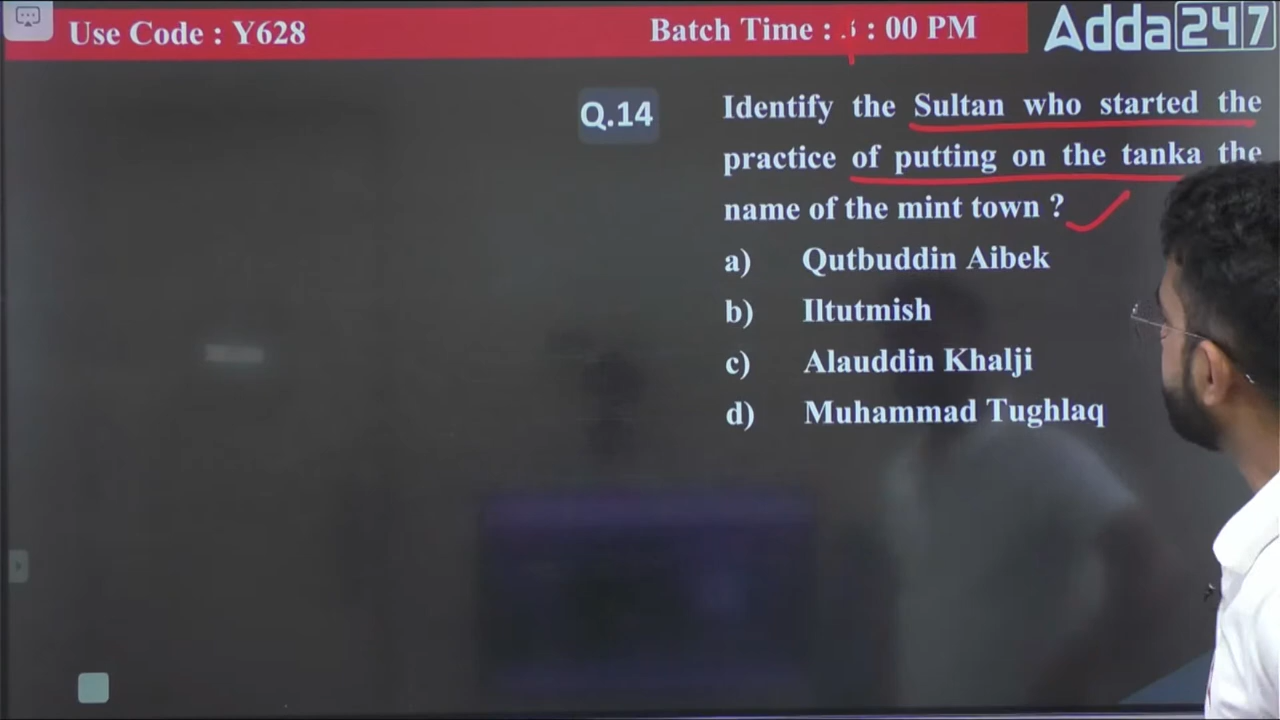 Use Code : Y628
Batch Time : : 00 PM
Adda247
Q.14
Identify the Sultan who started the
practice of putting on the tanka the
name of the mint town ?
a) Qutbuddin Aibek
b) Iltutmish
c) Alauddin Khalji
d) Muhammad Tughlaq